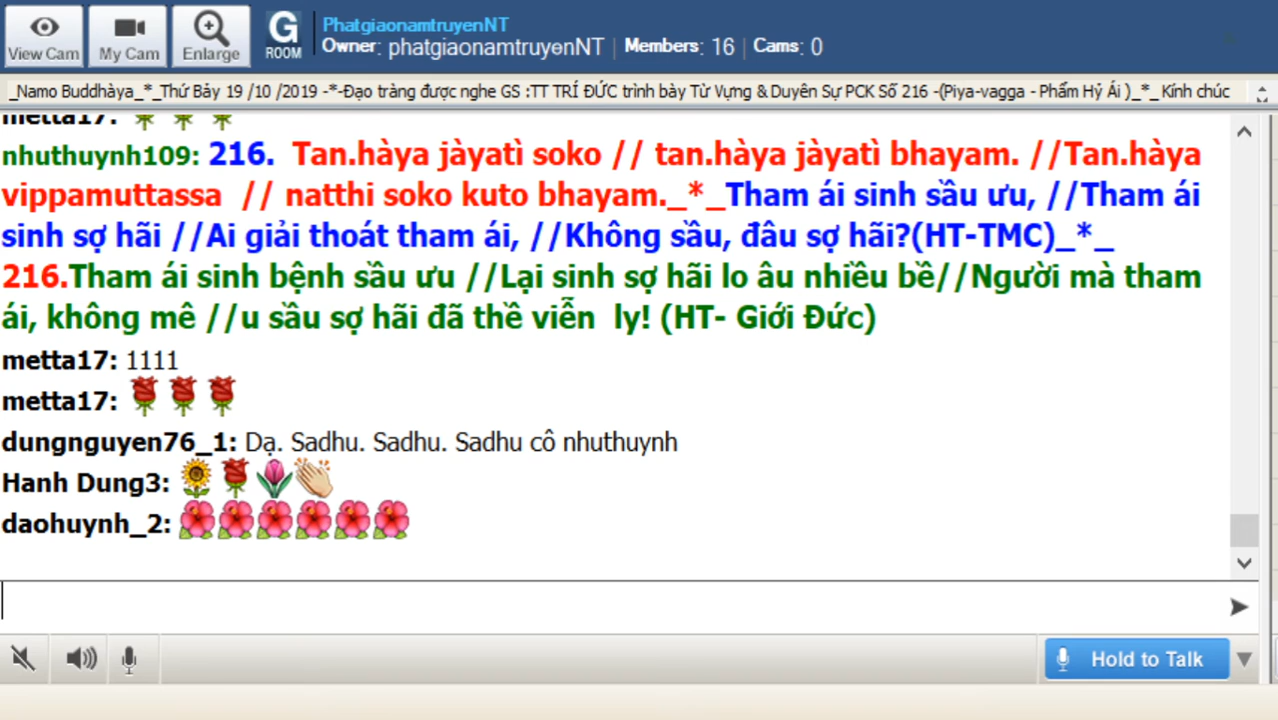 View Cam
My Cam
Enlarge
G
ROOM
PhatgiaonamtruyenNT
Owner: phatgiaonamtruyenNT | Members: 16 | Cams: 0
_Namo Buddhàya_*_Thứ Bảy 19 /10 /2019 -*-Đạo tràng được nghe GS :TT TRÍ ĐỨC trình bày Từ Vựng & Duyên Sự PCK Số 216 -(Piya-vagga - Phẩm Hỷ Ái )_*_Kính chúc
metta17:
nhuthuynh109: 216. Tan.hàya jàyatì soko // tan.hàya jàyatì bhayam. //Tan.hàya
vippamuttassa // natthi soko kuto bhayam._*_Tham ái sinh sầu ưu, //Tham ái
sinh sợ hãi //Ai giải thoát tham ái, //Không sầu, đâu sợ hãi?(HT-TMC)_*_
216.Tham ái sinh bệnh sầu ưu //Lại sinh sợ hãi lo âu nhiều bề//Người mà tham
ái, không mê //u sầu sợ hãi đã thề viễn ly! (HT- Giới Đức)
metta17: 1111
metta17:
dungnguyen76_1: Dạ. Sadhu. Sadhu. Sadhu cô nhuthuynh
Hanh Dung3:
daohuynh_2:
Hold to Talk